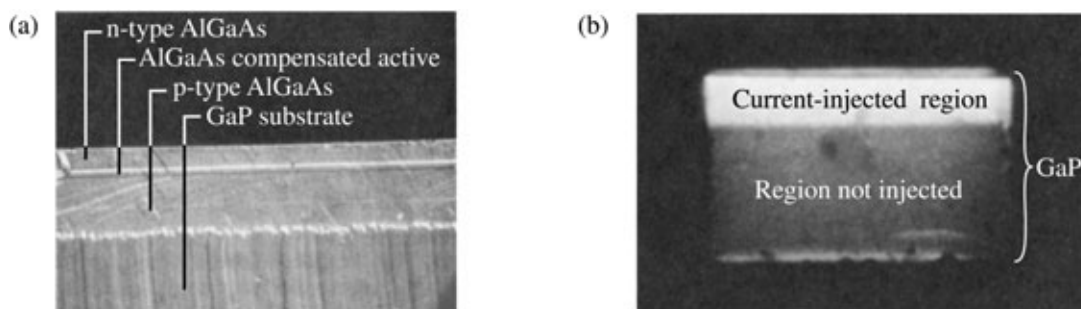 (a)
n-type AlGaAs
AlGaAs compensated active
p-type AlGaAs
GaP substrate
(b)
Current-injected region
Region not injected
GaP